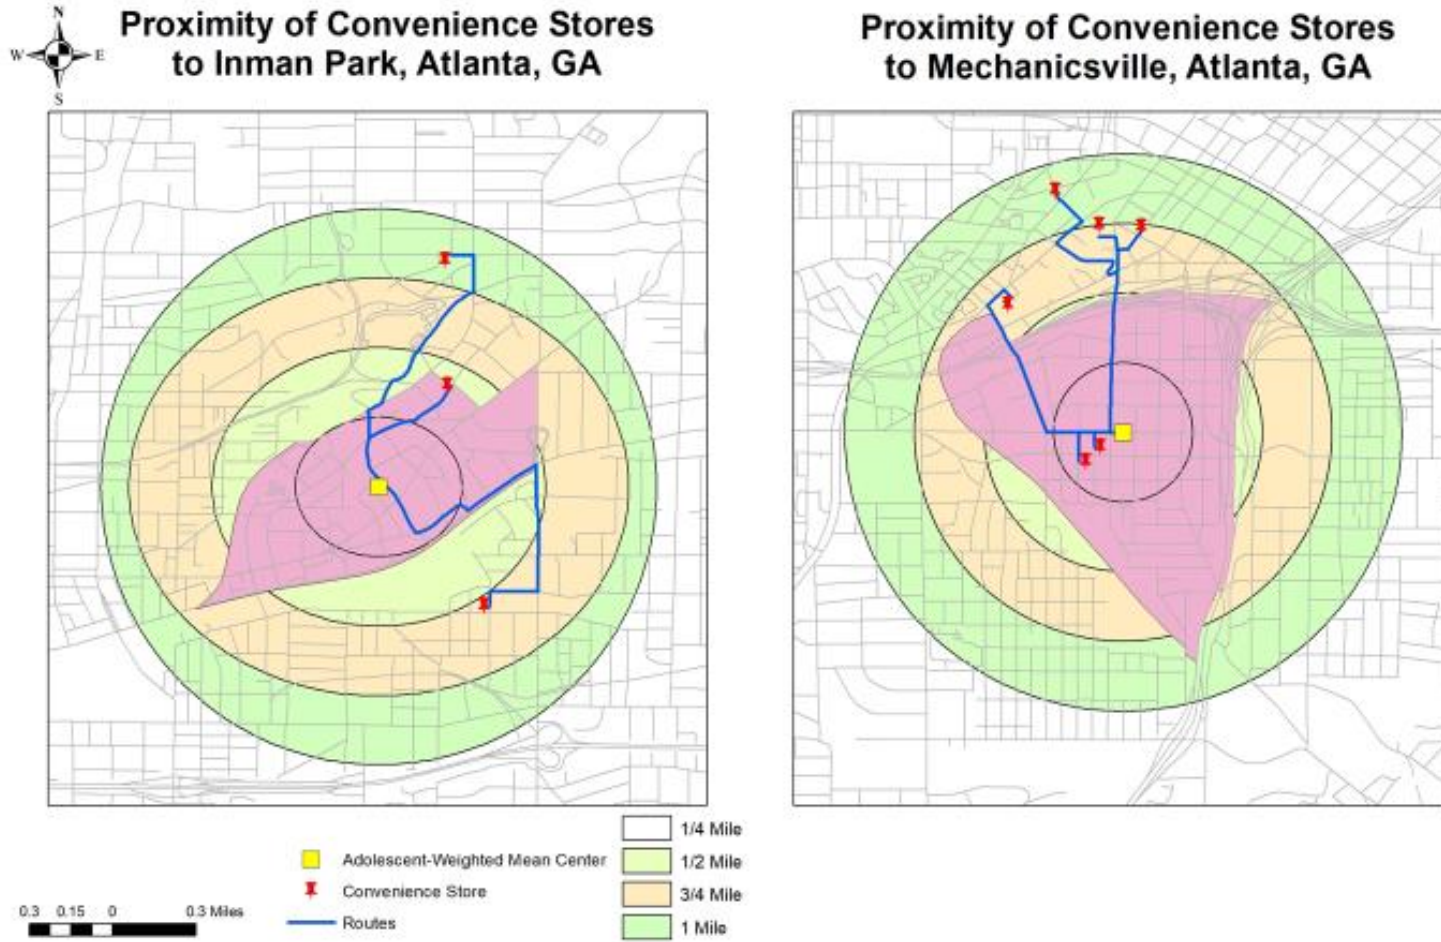 N
W E
S
Proximity of Convenience Stores
to Inman Park, Atlanta, GA
Proximity of Convenience Stores
to Mechanicsville, Atlanta, GA
Adolescent-Weighted Mean Center
Convenience Store
Routes
1/4 Mile
1/2 Mile
3/4 Mile
1 Mile
0.3 0.15 0 0.3 Miles